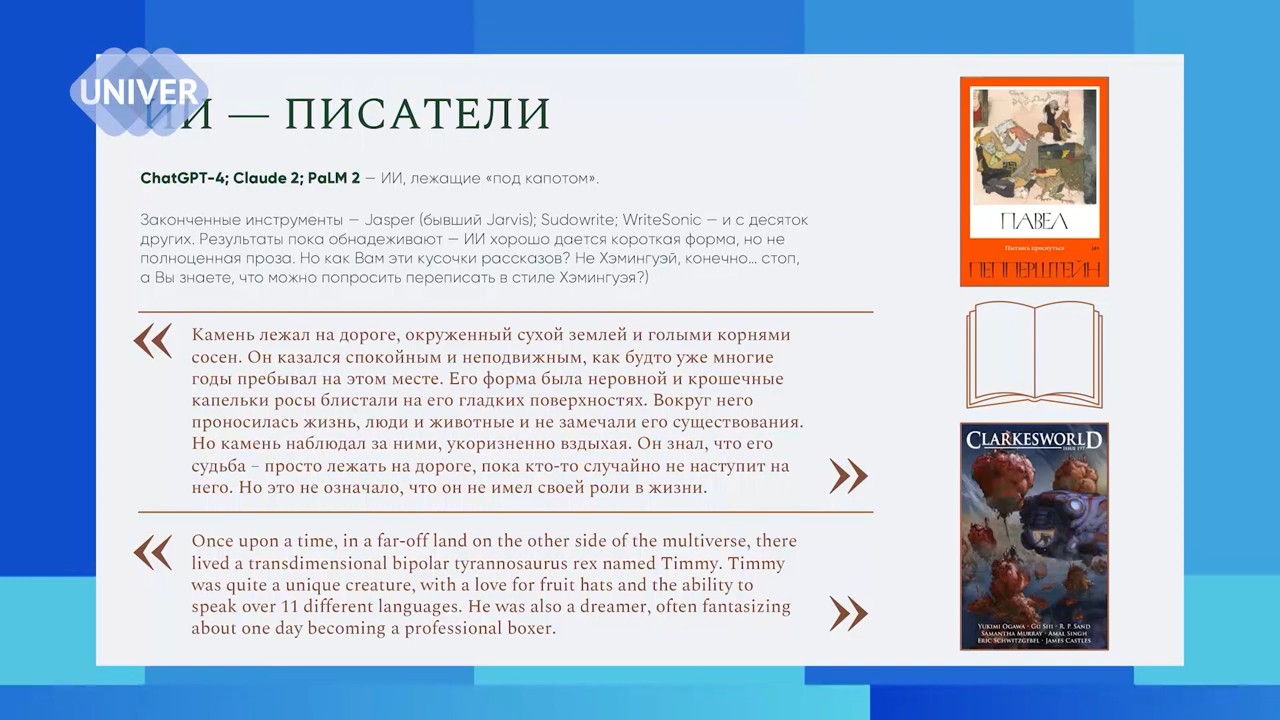 UNIVER
ИИ — ПИСАТЕЛИ
ChatGPT-4; Claude 2; PaLM 2 — ИИ, лежащие «под капотом».
Законченные инструменты — Jasper (бывший Jarvis); Sudowrite; WriteSonic — и с десяток
других. Результаты пока обнадеживают — ИИ хорошо дается короткая форма, но не
полноценная проза. Но как вам эти кусочки рассказов? Не Хэмингуэй, конечно... стоп,
а Вы знаете, что можно попросить переписать в стиле Хэмингуэя?)
« Камень лежал на дороге, окруженный сухой землей и голыми корнями
сосен. Он казался спокойным и неподвижным, как будто уже многие
годы пребывал на этом месте. Его форма была неровной и крошечные
капельки росы блистали на его гладких поверхностях. Вокруг него
проносилась жизнь, люди и животные и не замечали его существования.
Но камень наблюдал за ними, укоризненно вздыхая. Он знал, что его
судьба – просто лежать на дороге, пока кто-то случайно не наступит на
него. Но это не означало, что он не имел своей роли в жизни. »
« Once upon a time, in a far-off land on the other side of the multiverse, there
lived a transdimensional bipolar tyrannosaurus rex named Timmy. Timmy
was quite a unique creature, with a love for fruit hats and the ability to
speak over 11 different languages. He was also a dreamer, often fantasizing
about one day becoming a professional boxer. »
ПАВЕЛ
Пытаясь проснуться
18+
ПЕППЕРШТЕЙН
CLARKESWORLD
ISSUE 197
YUKIMI OGAWA · GU SHI · R. P. SAND
SAMANTHA MURRAY · AMAL SINGH
ERIC SCHWITZGEBEL · JAMES CASTLES